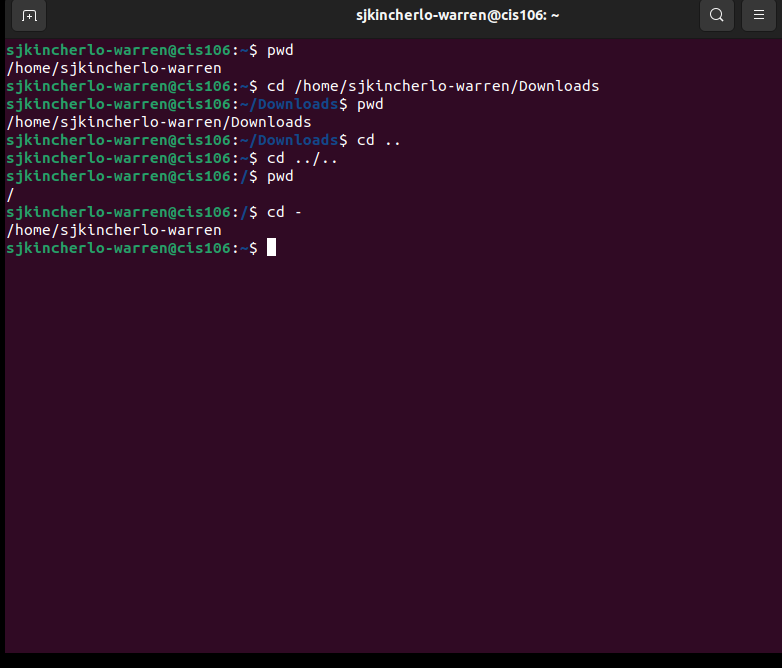 sjkincherlo-warren@cis106: ~
sjkincherlo-warren@cis106:~$ pwd
/home/sjkincherlo-warren
sjkincherlo-warren@cis106:~$ cd /home/sjkincherlo-warren/Downloads
sjkincherlo-warren@cis106:~/Downloads$ pwd
/home/sjkincherlo-warren/Downloads
sjkincherlo-warren@cis106:~/Downloads$ cd ..
sjkincherlo-warren@cis106:~$ cd ../..
sjkincherlo-warren@cis106:/$ pwd
/
sjkincherlo-warren@cis106:/$ cd -
/home/sjkincherlo-warren
sjkincherlo-warren@cis106:~$